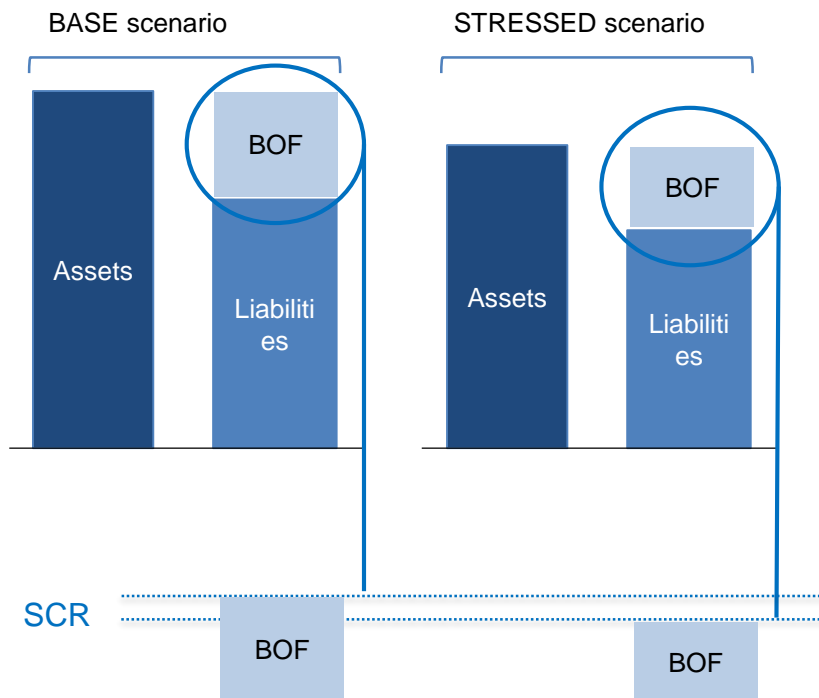 BASE scenario
STRESSED scenario
BOF
BOF
Assets
Assets
Liabiliti
es
Liabiliti
es
SCR
BOF
BOF